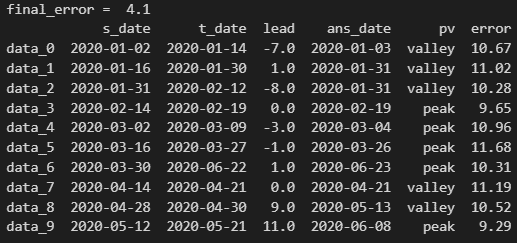 final_error =  4.1
            s_date      t_date  lead    ans_date      pv  error
data_0  2020-01-02  2020-01-14  -7.0  2020-01-03  valley  10.67
data_1  2020-01-16  2020-01-30   1.0  2020-01-31  valley  11.02
data_2  2020-01-31  2020-02-12  -8.0  2020-01-31  valley  10.28
data_3  2020-02-14  2020-02-19   0.0  2020-02-19    peak   9.65
data_4  2020-03-02  2020-03-09  -3.0  2020-03-04    peak  10.96
data_5  2020-03-16  2020-03-27  -1.0  2020-03-26    peak  11.68
data_6  2020-03-30  2020-06-22   1.0  2020-06-23    peak  10.31
data_7  2020-04-14  2020-04-21   0.0  2020-04-21  valley  11.19
data_8  2020-04-28  2020-04-30   9.0  2020-05-13  valley  10.52
data_9  2020-05-12  2020-05-21  11.0  2020-06-08    peak   9.29